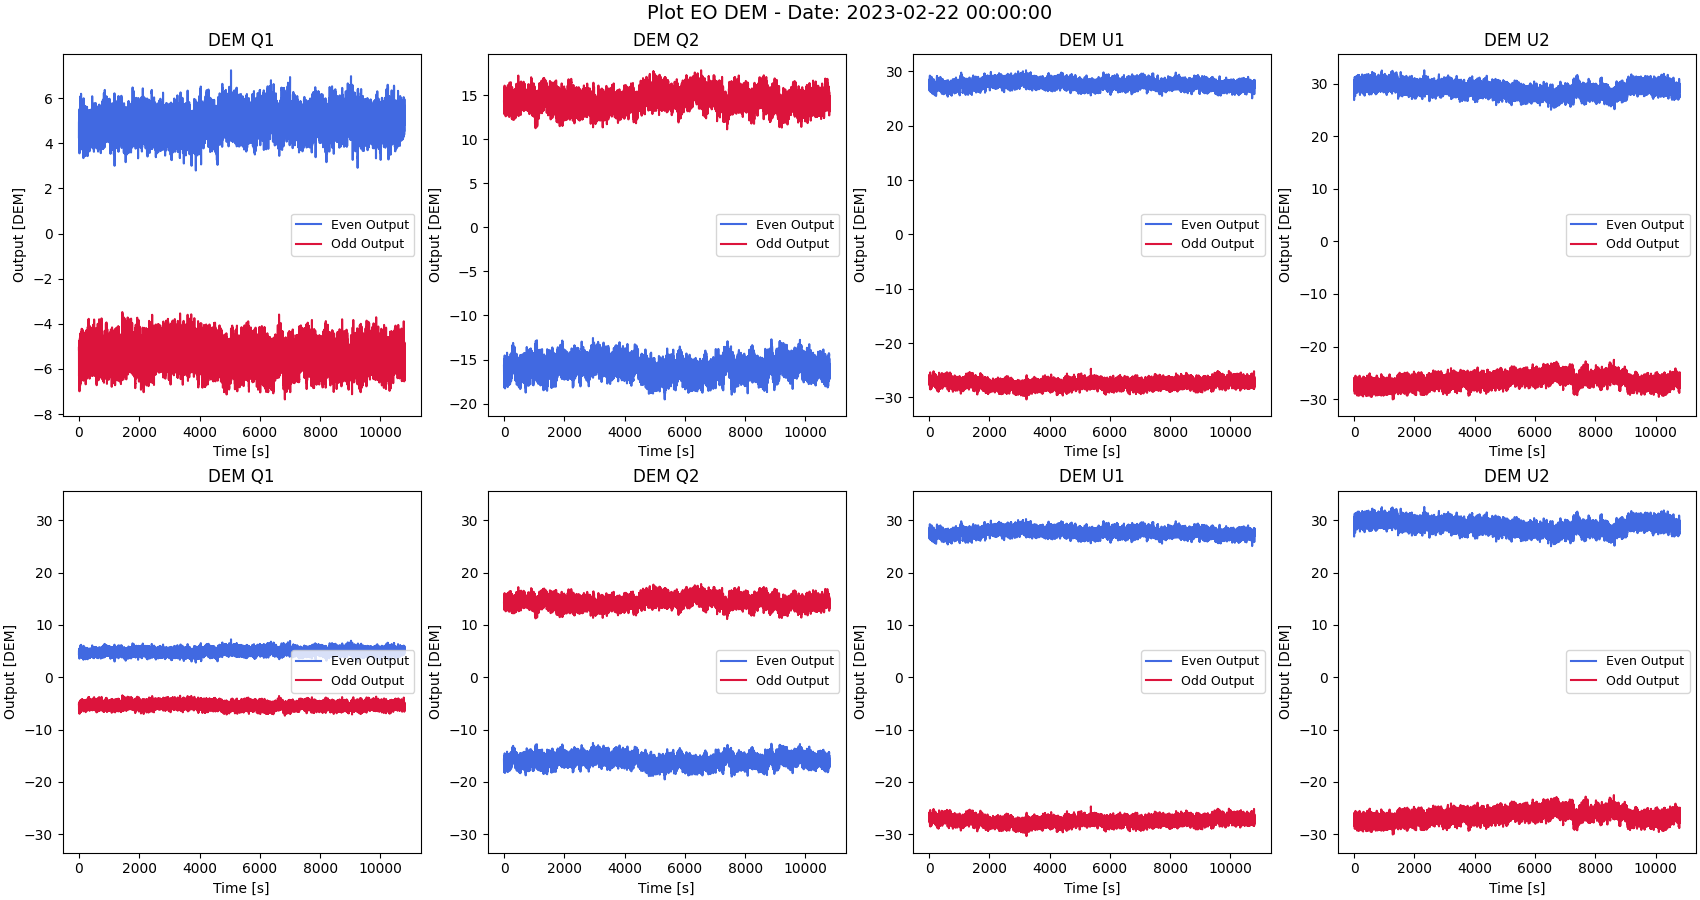 Plot EO DEM - Date: 2023-02-22 00:00:00
DEM Q1
Output [DEM]
6
4
2
0
−2
−4
−6
−8
Even Output
Odd Output
0 2000 4000 6000 8000 10000
Time [s]
DEM Q2
Output [DEM]
15
10
5
0
−5
−10
−15
−20
Even Output
Odd Output
0 2000 4000 6000 8000 10000
Time [s]
DEM U1
Output [DEM]
30
20
10
0
−10
−20
−30
Even Output
Odd Output
0 2000 4000 6000 8000 10000
Time [s]
DEM U2
Output [DEM]
30
20
10
0
−10
−20
−30
Even Output
Odd Output
0 2000 4000 6000 8000 10000
Time [s]
DEM Q1
Output [DEM]
30
20
10
0
−10
−20
−30
Even Output
Odd Output
0 2000 4000 6000 8000 10000
Time [s]
DEM Q2
Output [DEM]
30
20
10
0
−10
−20
−30
Even Output
Odd Output
0 2000 4000 6000 8000 10000
Time [s]
DEM U1
Output [DEM]
30
20
10
0
−10
−20
−30
Even Output
Odd Output
0 2000 4000 6000 8000 10000
Time [s]
DEM U2
Output [DEM]
30
20
10
0
−10
−20
−30
Even Output
Odd Output
0 2000 4000 6000 8000 10000
Time [s]